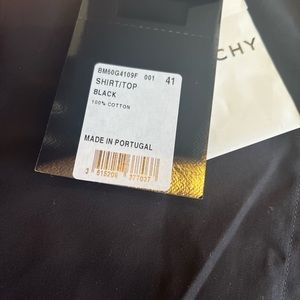 BM60G4109F 001 41
SHIRT/TOP
BLACK
100% COTTON
MADE IN PORTUGAL
CHY